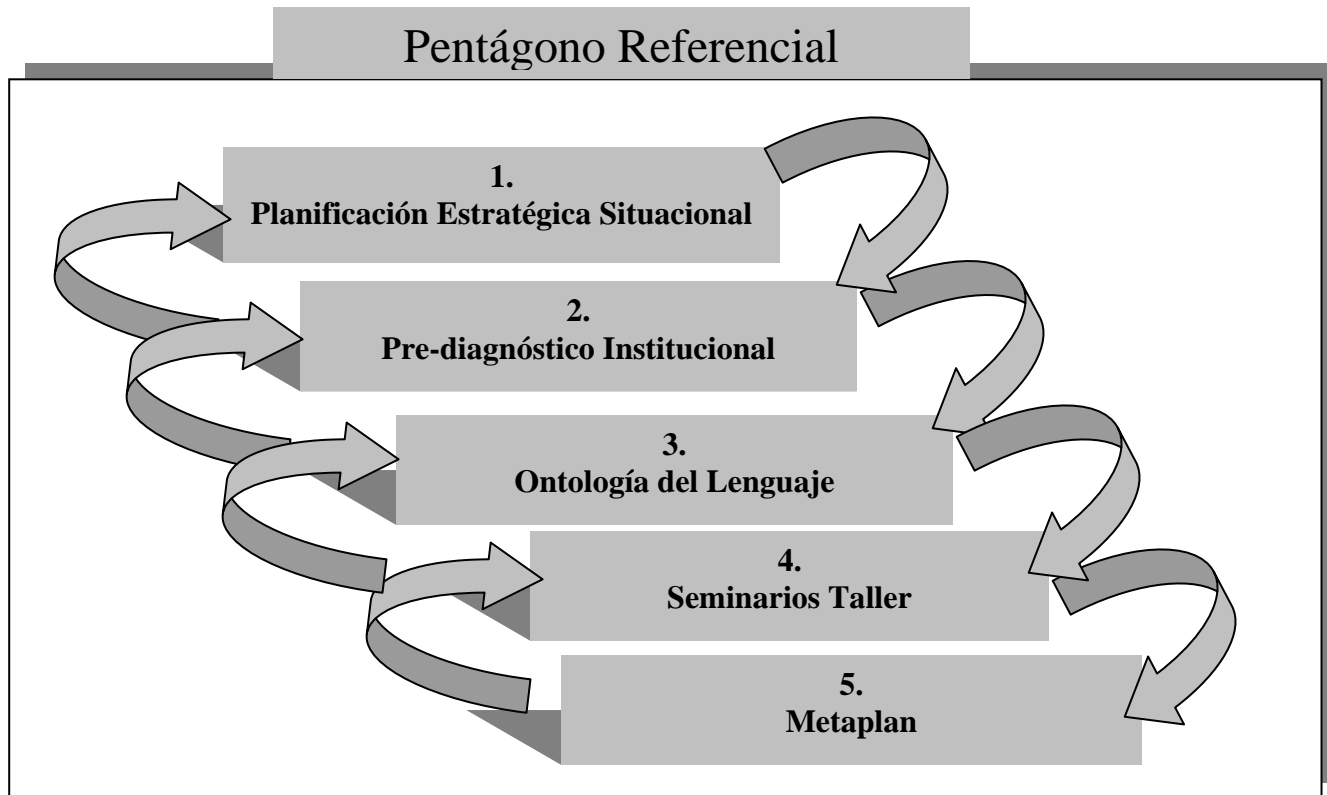 Pentágono Referencial
1.
Planificación Estratégica Situacional
2.
Pre-diagnóstico Institucional
3.
Ontología del Lenguaje
4.
Seminarios Taller
5.
Metaplan